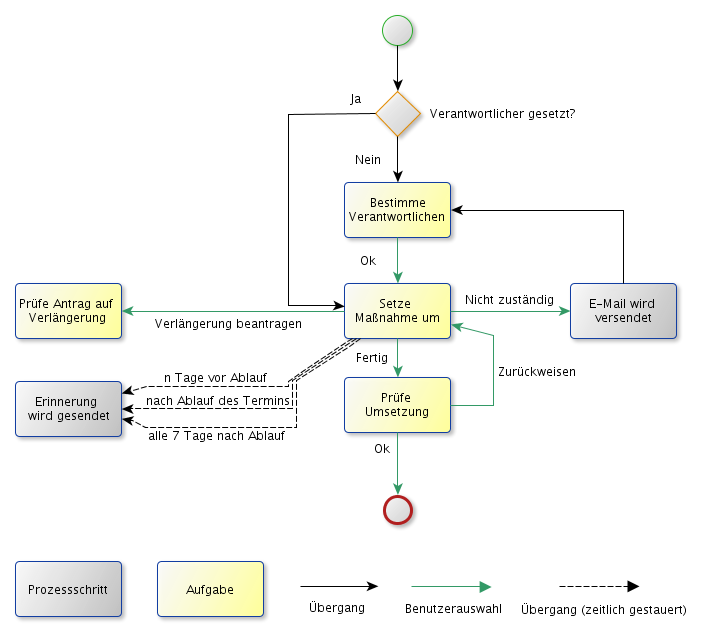 Ja
Verantwortlicher gesetzt?
Nein
Bestimme
Verantwortlichen
Ok
Prüfe Antrag auf
Verlängerung
Setze
Maßnahme um
Nicht zuständig
E-Mail wird
versendet
Verlängerung beantragen
Fertig
Zurückweisen
n Tage vor Ablauf
Erinnerung
wird gesendet
nach Ablauf des Termins
Prüfe
Umsetzung
alle 7 Tage nach Ablauf
Ok
Prozessschritt
Aufgabe
Übergang
Benutzerauswahl
Übergang (zeitlich gestauert)